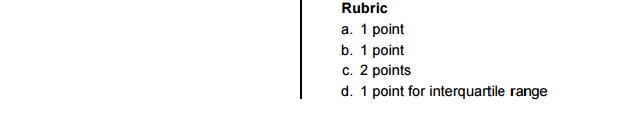 Rubric
a. 1 point
b. 1 point
c. 2 points
d. 1 point for interquartile range